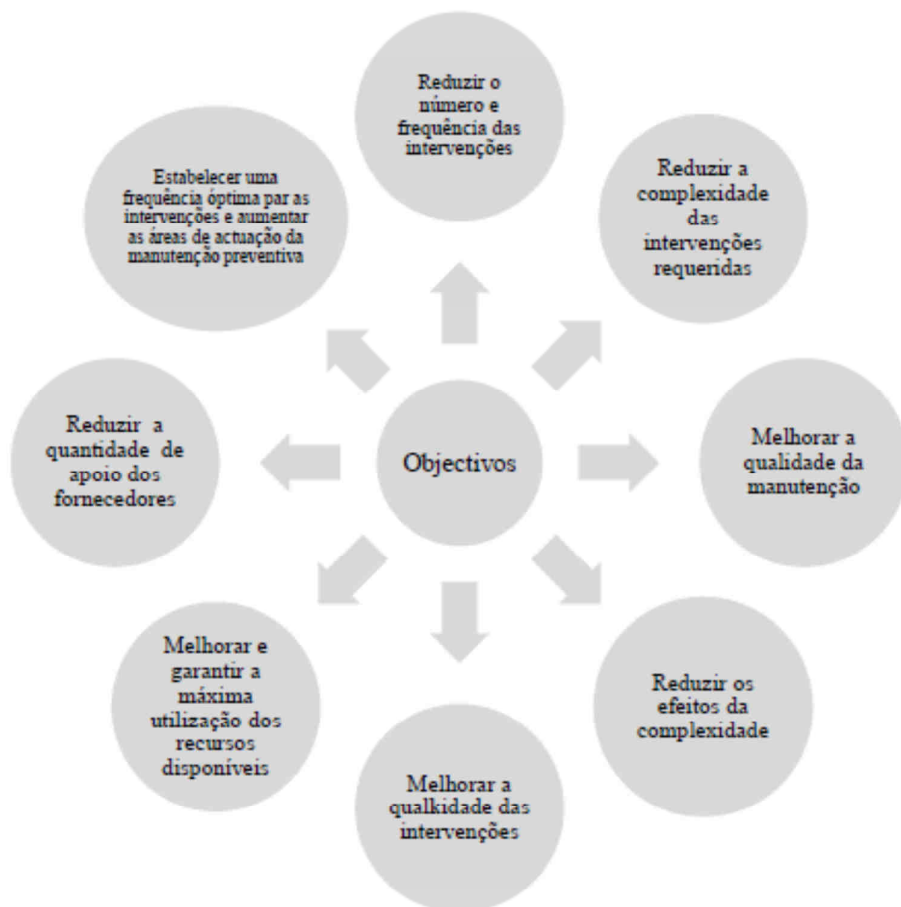 Reduzir o
número e
frequência das
intervenções
Reduzir a
complexidade
das
intervenções
requeridas
Melhorar a
qualidade da
manutenção
Reduzir os
efeitos da
complexidade
Melhorar a
qualkidade das
intervenções
Melhorar e
garantir a
máxima
utilização dos
recursos
disponíveis
Reduzir a
quantidade de
apoio dos
fornecedores
Estabelecer uma
frequência óptima par as
intervenções e aumentar
as áreas de actuação da
manutenção preventiva
Objectivos